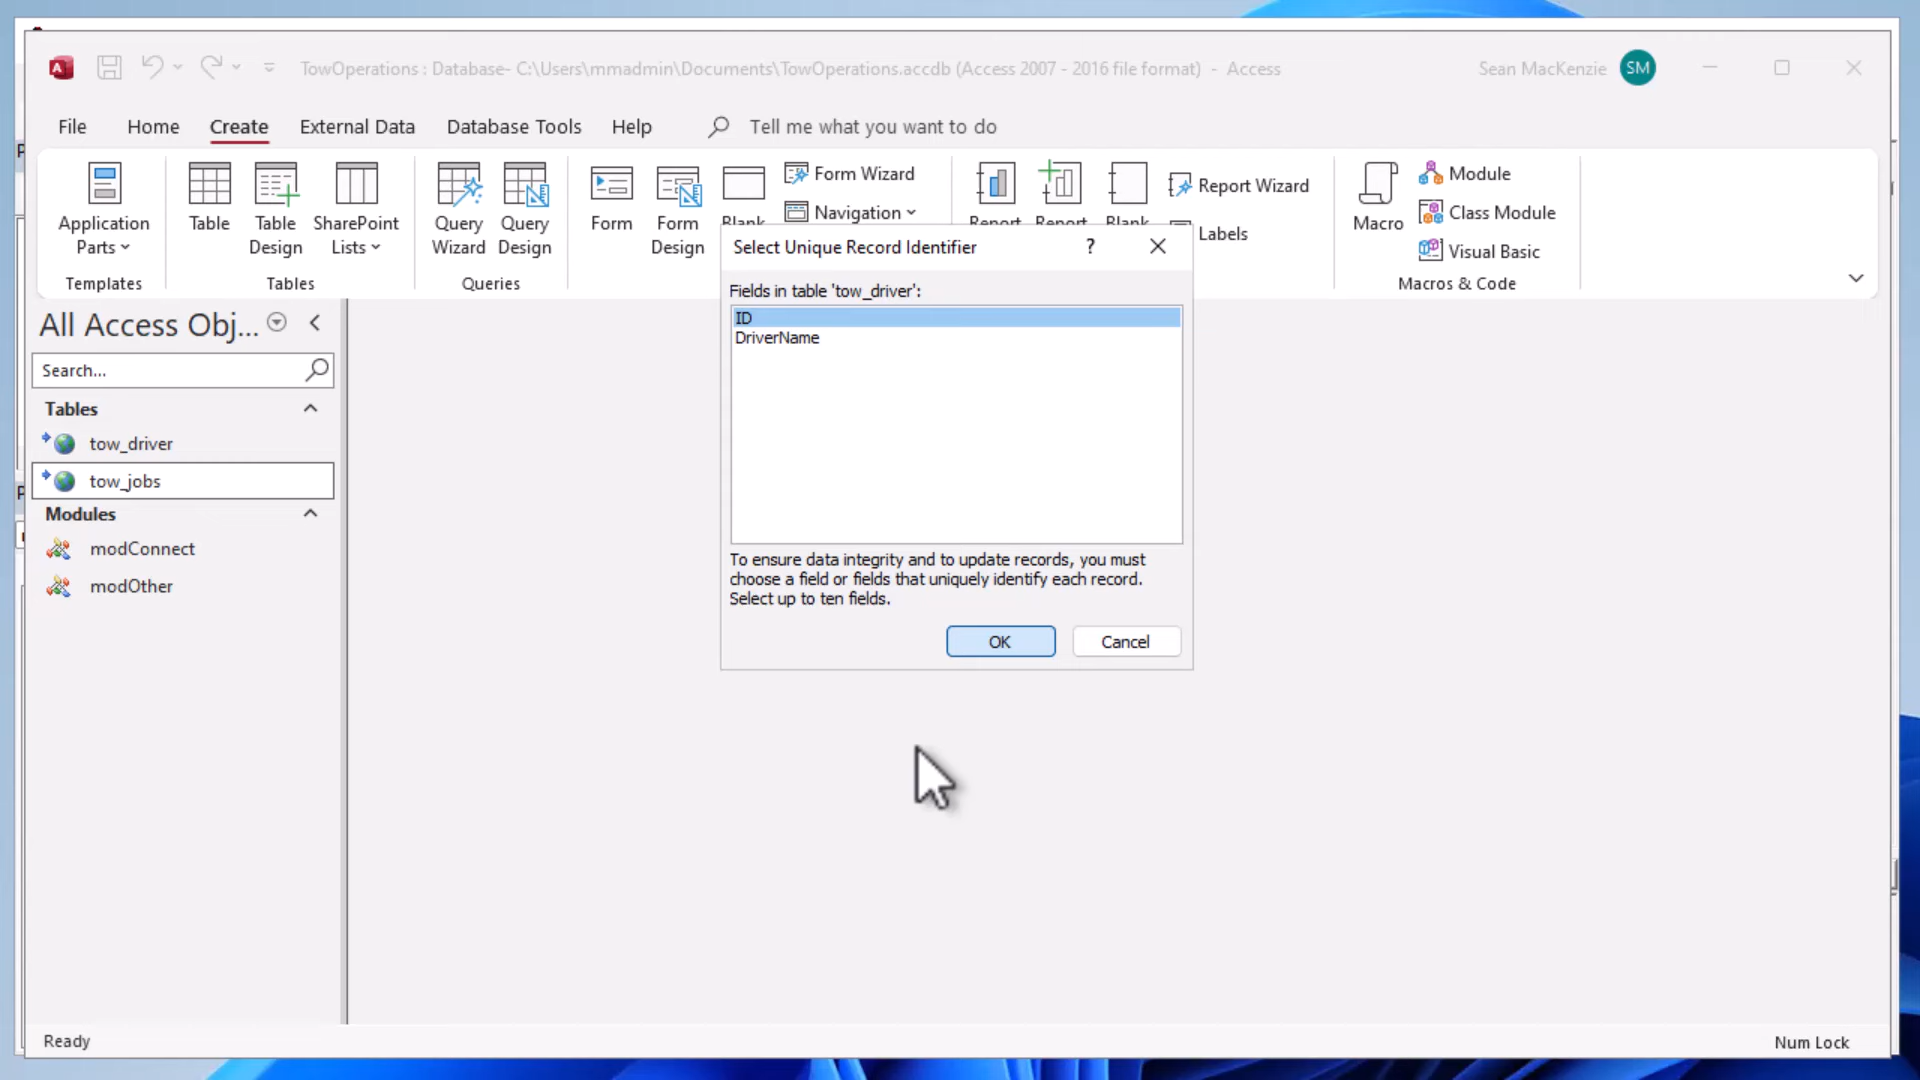 TowOperations : Database- C:\Users\mmadmin\Documents\TowOperations.accdb (Access 2007 - 2016 file format) - Access
Sean MacKenzie SM
File Home Create External Data Database Tools Help Tell me what you want to do
Application Parts
Templates
Table
Table Design
SharePoint Lists
Tables
Query Wizard
Query Design
Queries
Form
Form Design
Blank
Form Wizard
Navigation
Report
Report
Blank
Report Wizard
Labels
Macro
Module
Class Module
Visual Basic
Macros & Code
All Access Obj...
Search...
Tables
tow_driver
tow_jobs
Modules
modConnect
modOther
Select Unique Record Identifier ?
Fields in table 'tow_driver':
ID
DriverName
To ensure data integrity and to update records, you must
choose a field or fields that uniquely identify each record.
Select up to ten fields.
OK Cancel
Ready Num Lock